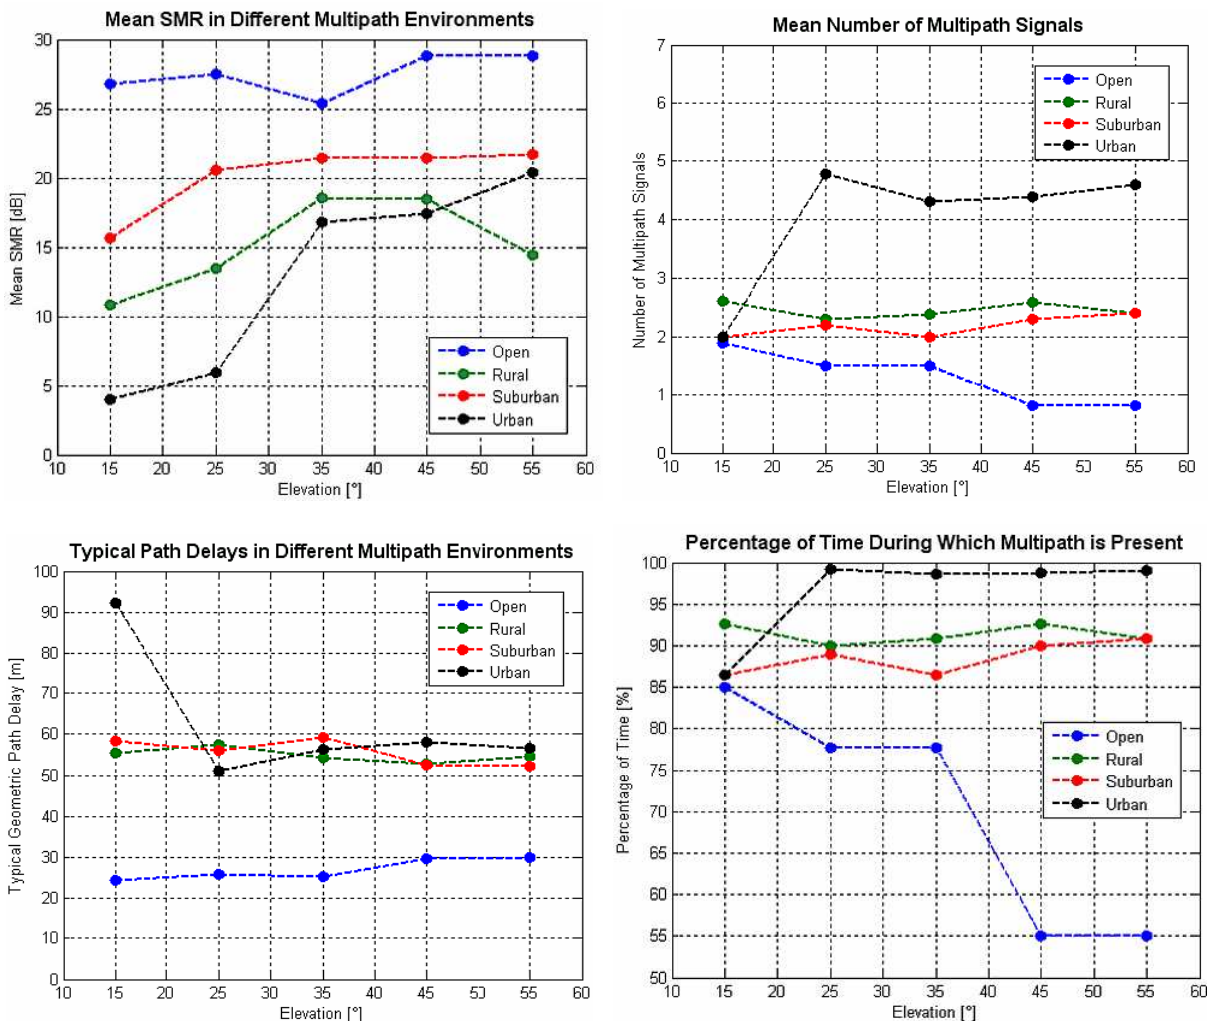 Mean SMR in Different Multipath Environments
30
25
20
15
10
5
0
Mean SMR [dB]
Open
Rural
Suburban
Urban
10 15 20 25 30 35 40 45 50 55 60
Elevation [°]
Mean Number of Multipath Signals
7
6
5
4
3
2
1
0
Number of Multipath Signals
Open
Rural
Suburban
Urban
10 15 20 25 30 35 40 45 50 55 60
Elevation [°]
Typical Path Delays in Different Multipath Environments
100
90
80
70
60
50
40
30
20
10
0
Typical Geometric Path Delay [m]
Open
Rural
Suburban
Urban
10 15 20 25 30 35 40 45 50 55 60
Elevation [°]
Percentage of Time During Which Multipath is Present
100
95
90
85
80
75
70
65
60
55
50
Percentage of Time [%]
Open
Rural
Suburban
Urban
10 15 20 25 30 35 40 45 50 55 60
Elevation [°]